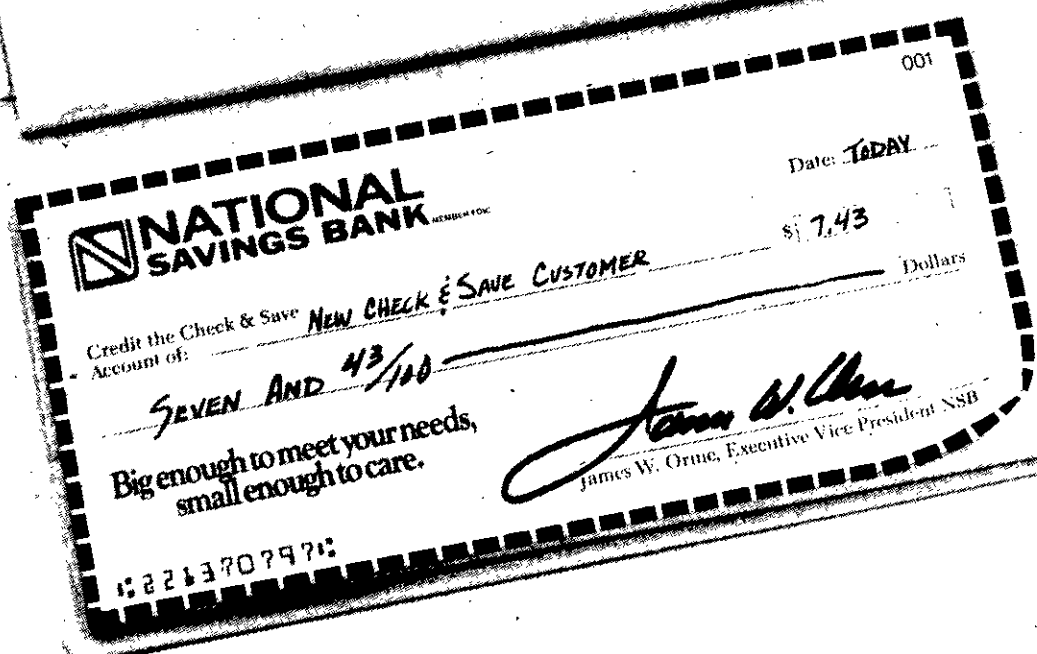 001
Date: TODAY
NATIONAL
SAVINGS BANK MEMBER FDIC
$ 7.43
Credit the Check & Save
Account of: NEW CHECK & SAVE CUSTOMER
SEVEN AND 43/100 Dollars
Big enough to meet your needs,
small enough to care.
James W. Orme, Executive Vice President NSB
⑆221370797⑆